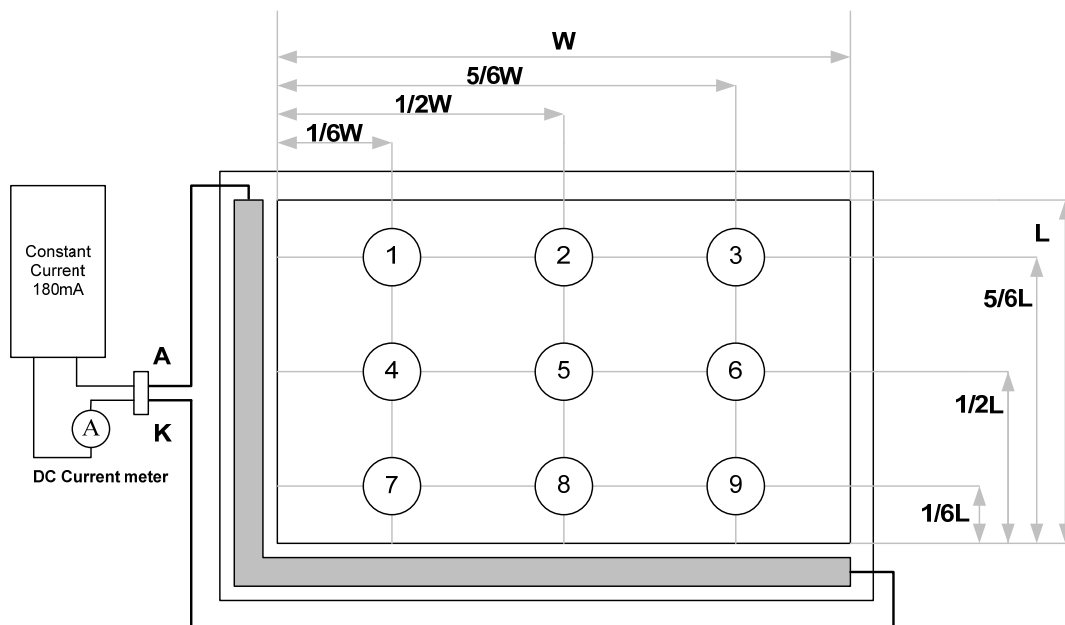 W
5/6W
1/2W
1/6W
L
5/6L
1/2L
1/6L
Constant
Current
180mA
A
K
A
DC Current meter
1 2 3
4 5 6
7 8 9